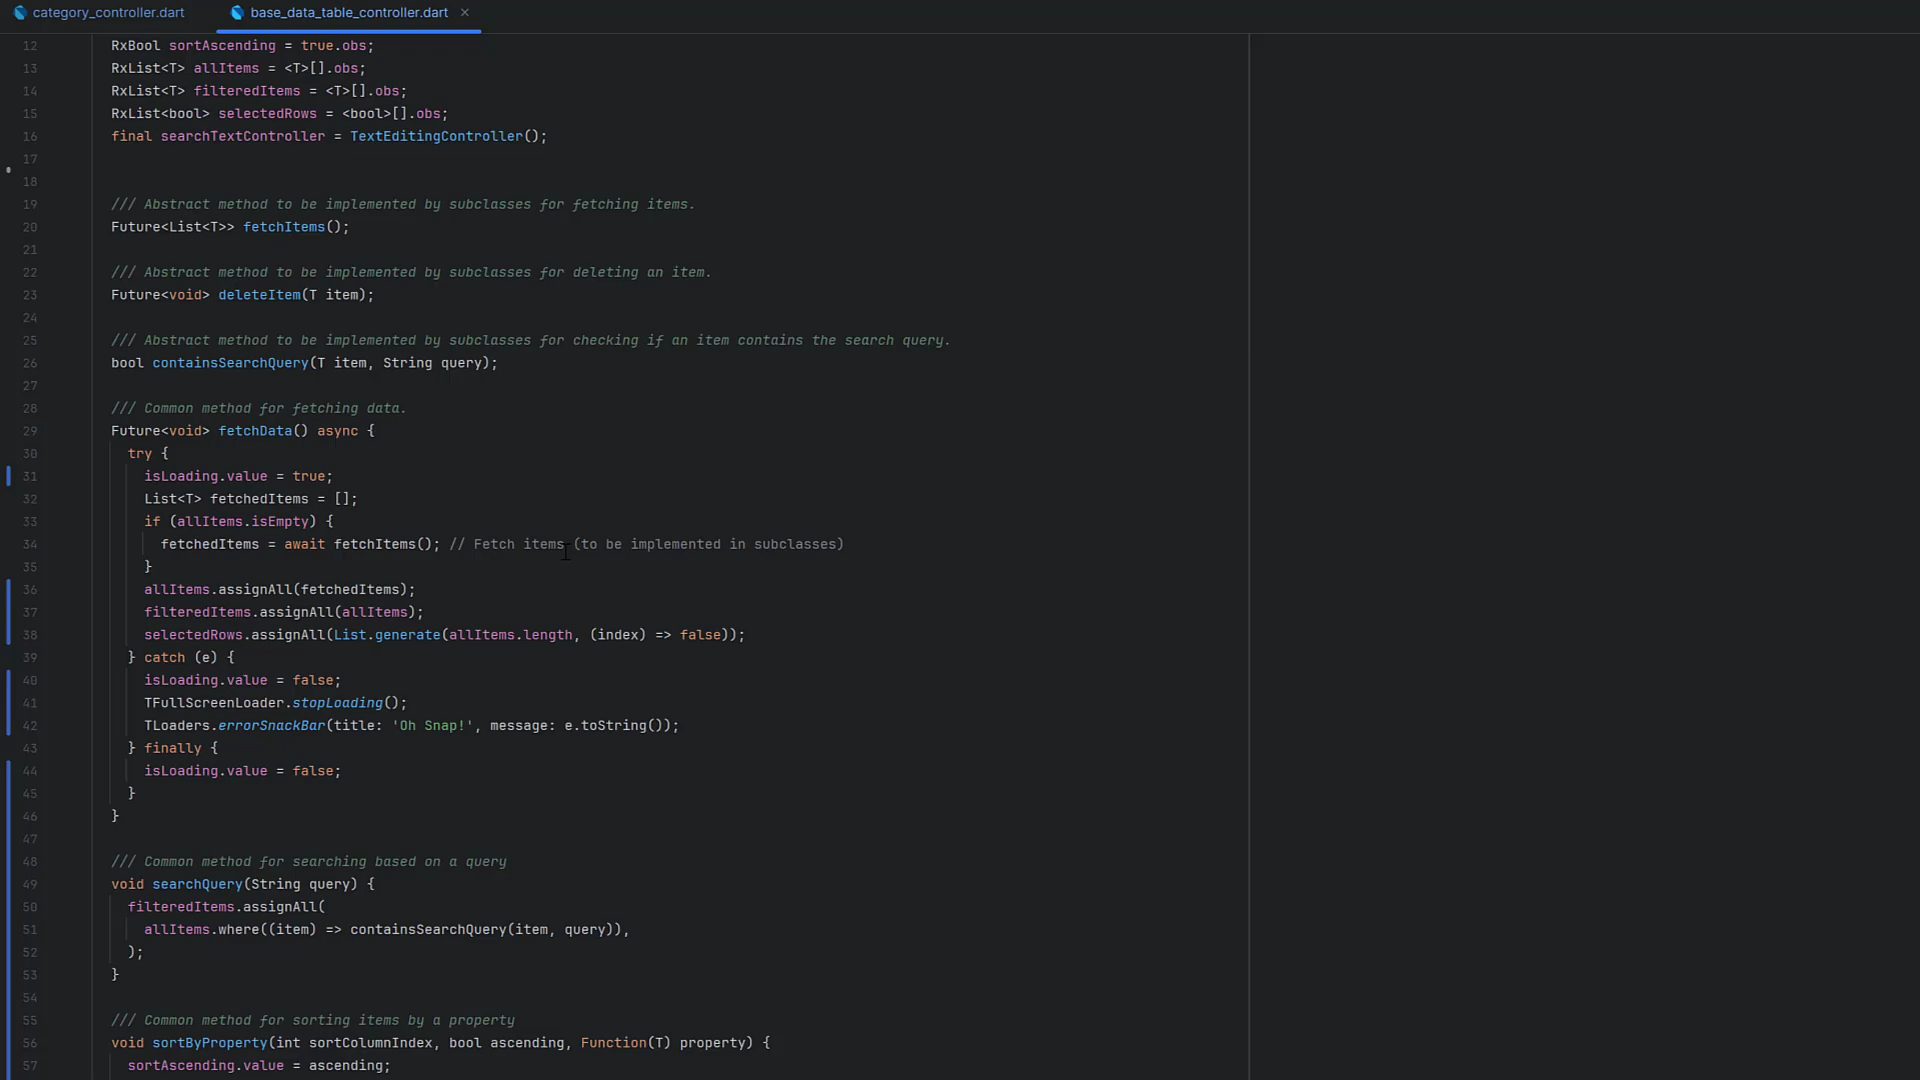 category_controller.dart base_data_table_controller.dart
12 RxBool sortAscending = true.obs;
13 RxList<T> allItems = <T>[].obs;
14 RxList<T> filteredItems = <T>[].obs;
15 RxList<bool> selectedRows = <bool>[].obs;
16 final searchTextController = TextEditingController();
17
18
19 /// Abstract method to be implemented by subclasses for fetching items.
20 Future<List<T>> fetchItems();
21
22 /// Abstract method to be implemented by subclasses for deleting an item.
23 Future<void> deleteItem(T item);
24
25 /// Abstract method to be implemented by subclasses for checking if an item contains the search query.
26 bool containsSearchQuery(T item, String query);
27
28 /// Common method for fetching data.
29 Future<void> fetchData() async {
30 try {
31 isLoading.value = true;
32 List<T> fetchedItems = [];
33 if (allItems.isEmpty) {
34 fetchedItems = await fetchItems(); // Fetch items (to be implemented in subclasses)
35 }
36 allItems.assignAll(fetchedItems);
37 filteredItems.assignAll(allItems);
38 selectedRows.assignAll(List.generate(allItems.length, (index) => false));
39 } catch (e) {
40 isLoading.value = false;
41 TFullScreenLoader.stopLoading();
42 TLoaders.errorSnackBar(title: 'Oh Snap!', message: e.toString());
43 } finally {
44 isLoading.value = false;
45 }
46 }
47
48 /// Common method for searching based on a query
49 void searchQuery(String query) {
50 filteredItems.assignAll(
51 allItems.where((item) => containsSearchQuery(item, query)),
52 );
53 }
54
55 /// Common method for sorting items by a property
56 void sortByProperty(int sortColumnIndex, bool ascending, Function(T) property) {
57 sortAscending.value = ascending;